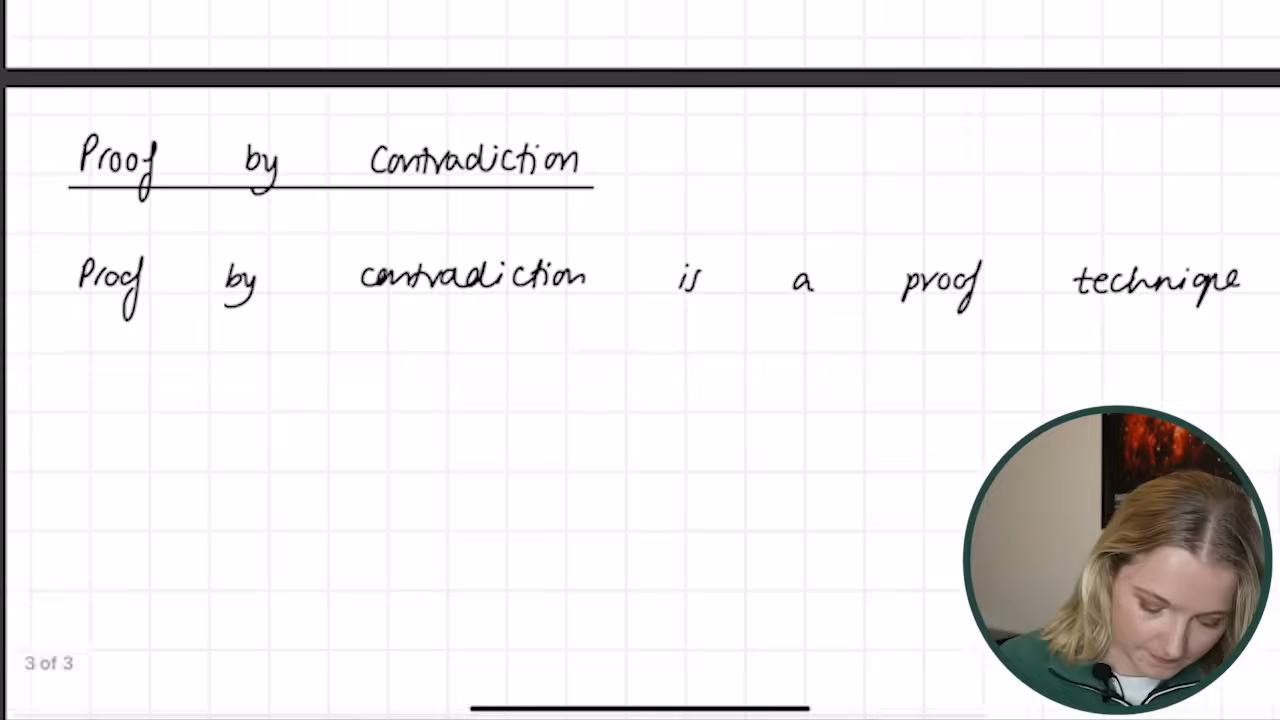 Proof by Contradiction
Proof by contradiction is a proof technique
3 of 3